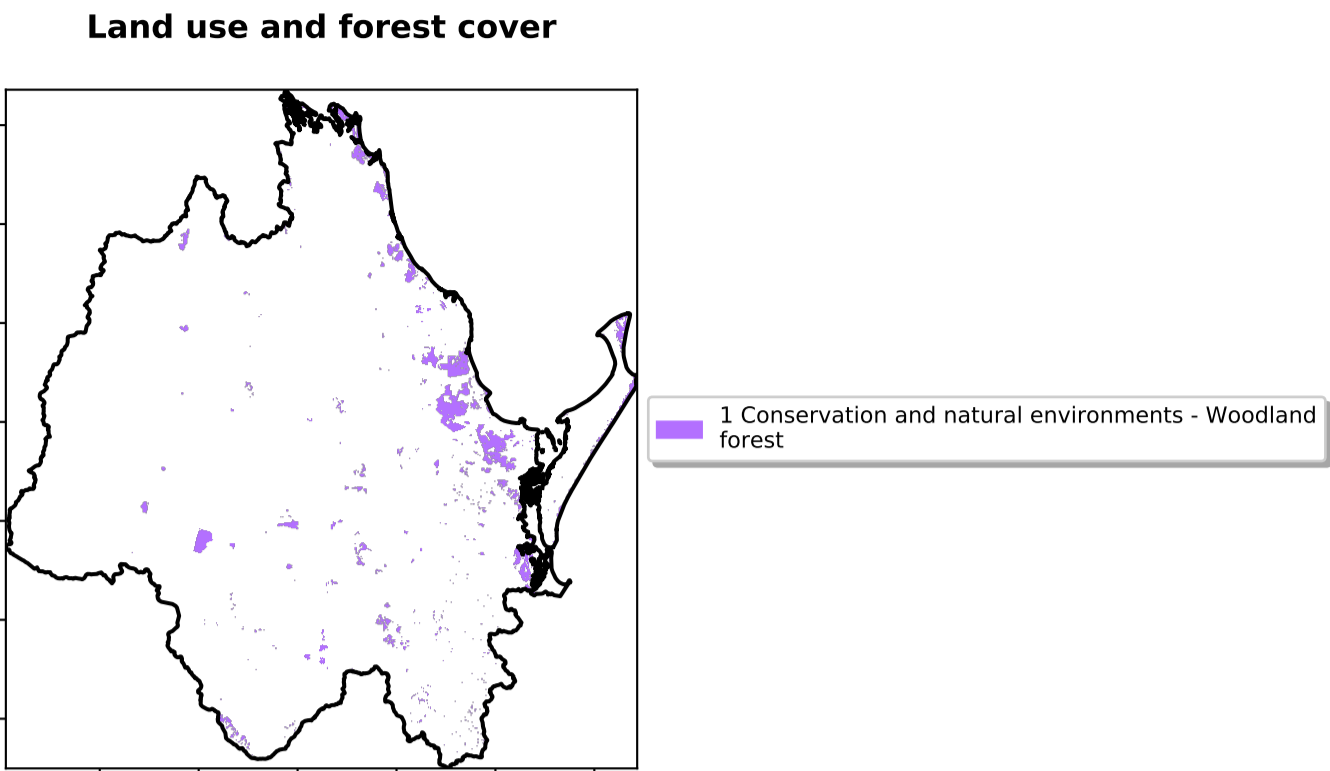 Land use and forest cover
1 Conservation and natural environments - Woodland
forest